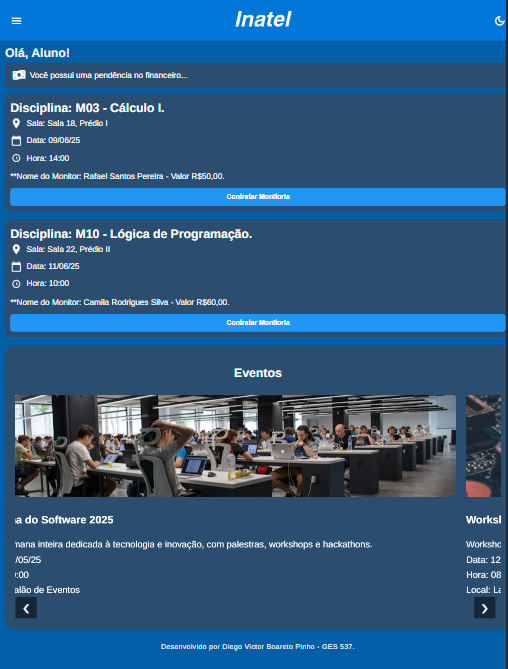 Inatel
Olá, Aluno!
Você possui uma pendência no financeiro...
Disciplina: M03 - Cálculo I.
Sala: Sala 18, Prédio I
Data: 09/06/25
Hora: 14:00
**Nome do Monitor: Rafael Santos Pereira - Valor R$50,00.
Contratar Monitoria
Disciplina: M10 - Lógica de Programação.
Sala: Sala 22, Prédio II
Data: 11/06/25
Hora: 10:00
**Nome do Monitor: Camila Rodrigues Silva - Valor R$60,00.
Contratar Monitoria
Eventos
a do Software 2025
mana inteira dedicada à tecnologia e inovação, com palestras, workshops e hackathons.
/05/25
:00
alão de Eventos
Worksl
Worksho
Data: 12
Hora: 08
Local: La
Desenvolvido por Diego Victor Boareto Pinho - GES 537.